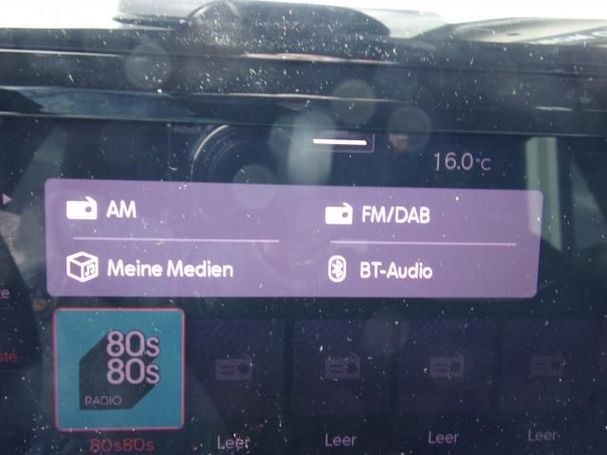 16.0°C
AM
FM/DAB
Meine Medien
BT-Audio
80s
80s
RADIO
80s80s
Leer
Leer
Leer
Leer